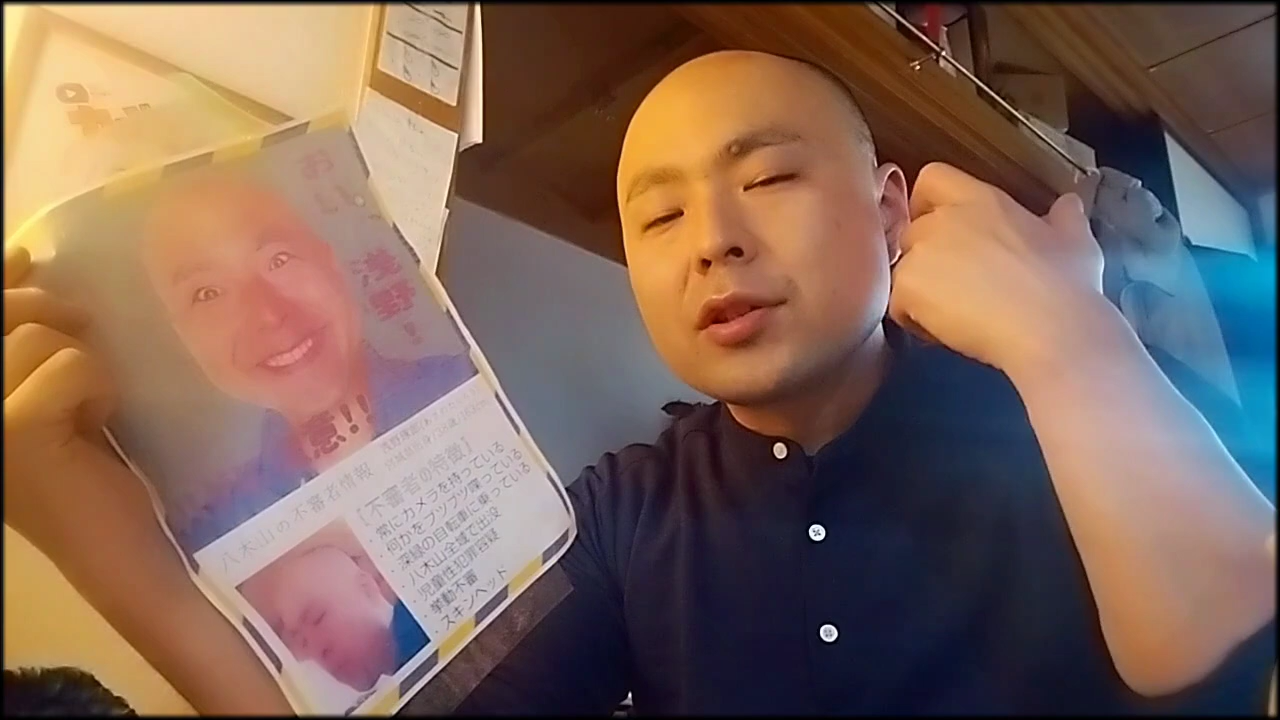 おいっ
浅野！
意!!
八木山の不審者情報
【不審者の特徴】
・常にカメラを持っている
・何かをブツブツ喋っている
・深緑の自転車に乗っている
・八木山全域で出没
・児童性犯罪容疑
・挙動不審
・スキンヘッド